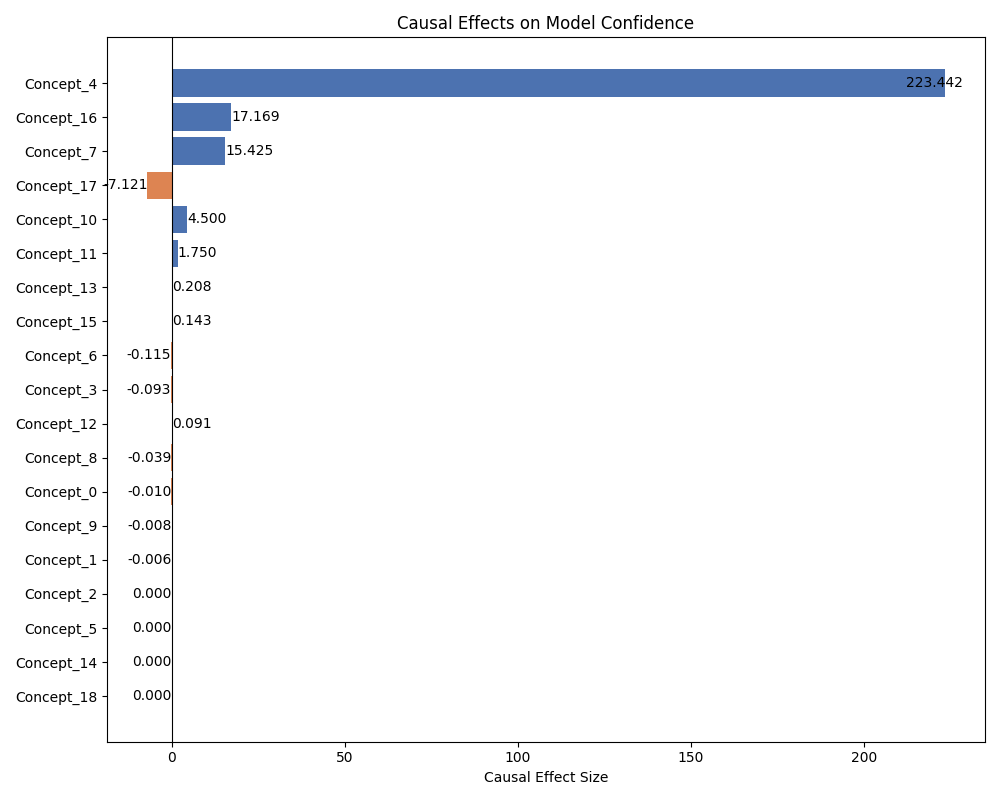 Causal Effects on Model Confidence
Concept_4 223.442
Concept_16 17.169
Concept_7 15.425
Concept_17 -7.121
Concept_10 4.500
Concept_11 1.750
Concept_13 0.208
Concept_15 0.143
Concept_6 -0.115
Concept_3 -0.093
Concept_12 0.091
Concept_8 -0.039
Concept_0 -0.010
Concept_9 -0.008
Concept_1 -0.006
Concept_2 0.000
Concept_5 0.000
Concept_14 0.000
Concept_18 0.000
0 50 100 150 200
Causal Effect Size